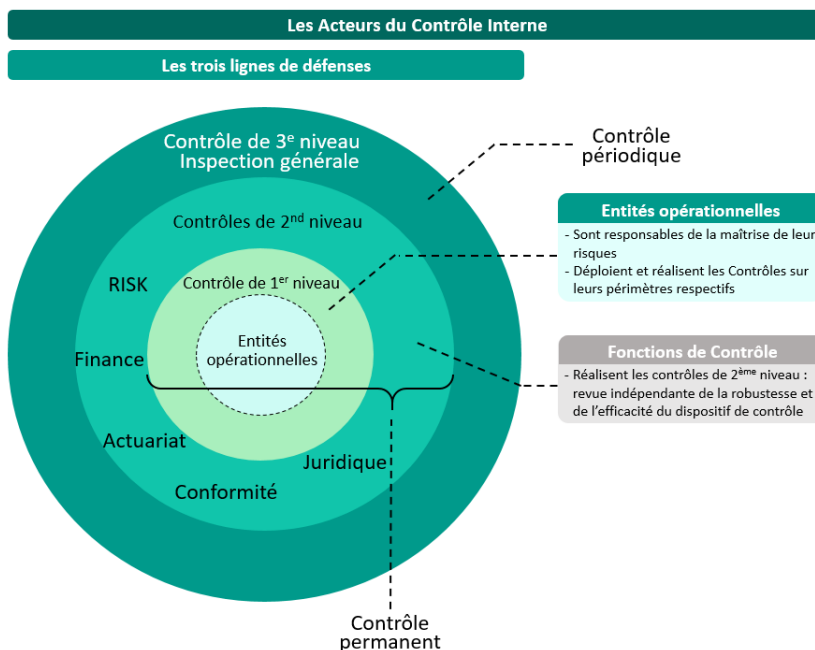 Les Acteurs du Contrôle Interne
Les trois lignes de défenses
Contrôle de 3e niveau
Inspection générale
Contrôle
périodique
Contrôles de 2nd niveau
Entités opérationnelles
- Sont responsables de la maîtrise de leur
risques
- Déploient et réalisent les Contrôles sur
leurs périmètres respectifs
RISK
Contrôle de 1er niveau
Entités
opérationnelles
Finance
Fonctions de Contrôle
- Réalisent les contrôles de 2ème niveau :
revue indépendante de la robustesse et
de l'efficacité du dispositif de contrôle
Actuariat
Juridique
Conformité
Contrôle
permanent